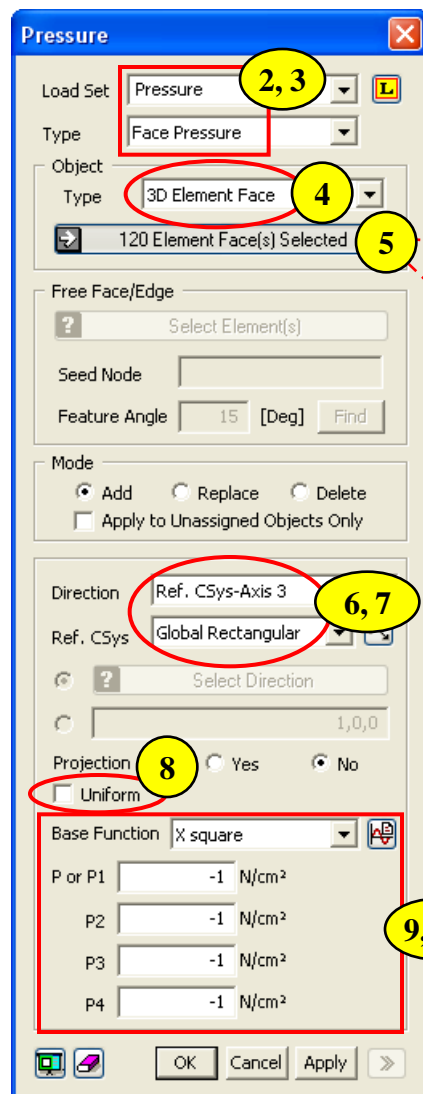 Pressure
Load Set Pressure 2, 3 L
Type Face Pressure
Object
Type 3D Element Face 4
120 Element Face(s) Selected 5
Free Face/Edge
? Select Element(s)
Seed Node
Feature Angle 15 [Deg] Find
Mode
Add Replace Delete
Apply to Unassigned Objects Only
Direction Ref. CSys-Axis 3 6, 7
Ref. CSys Global Rectangular
? Select Direction
1,0,0
Projection 8 Yes No
Uniform
Base Function X square
P or P1 -1 N/cm²
P2 -1 N/cm²
P3 -1 N/cm² 9,
P4 -1 N/cm²
OK Cancel Apply >>